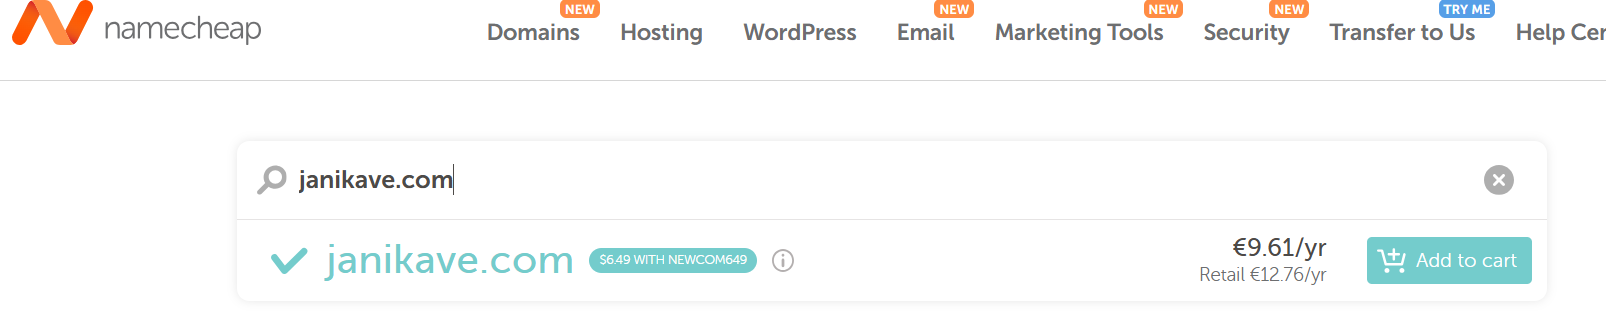 namecheap
NEW NEW NEW NEW TRY ME
Domains Hosting WordPress Email Marketing Tools Security Transfer to Us Help Cer
janikave.com
janikave.com $6.49 WITH NEWCOM649 €9.61/yr Add to cart
Retail €12.76/yr